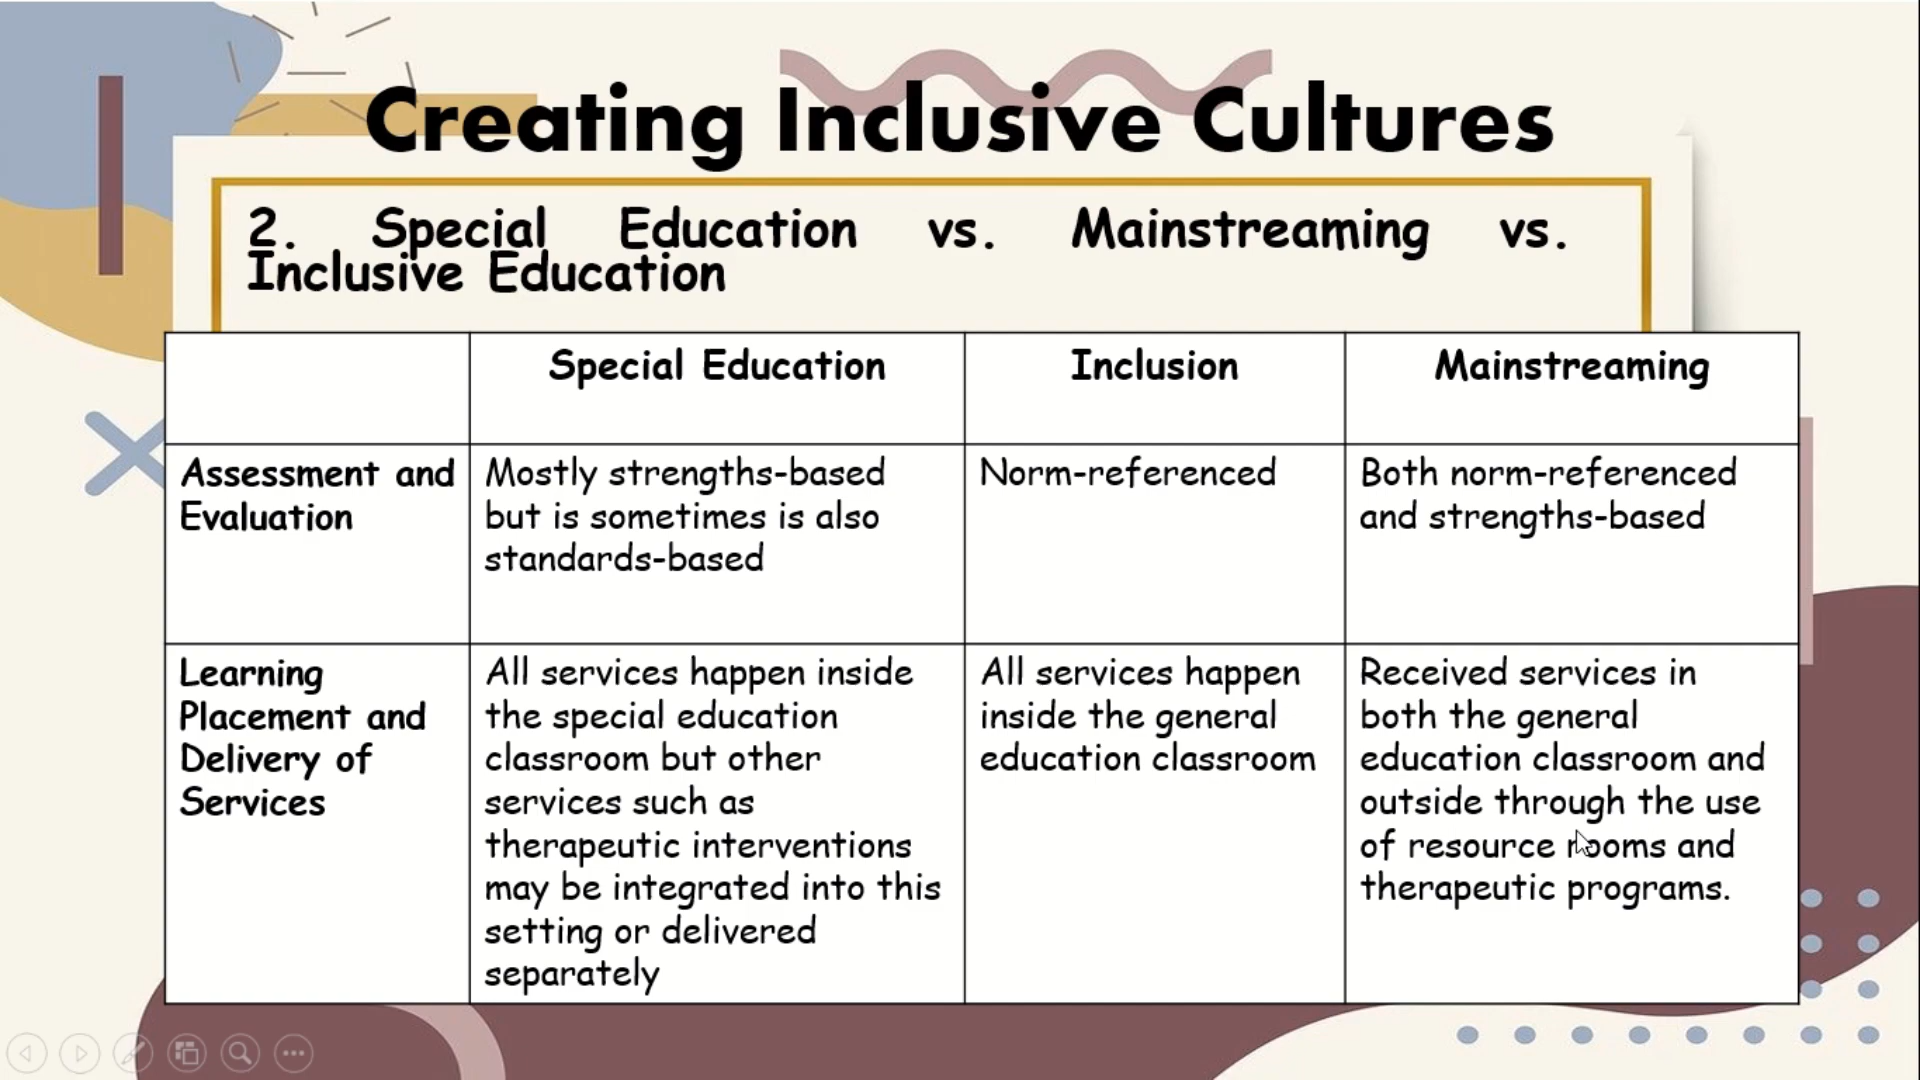 Creating Inclusive Cultures
2. Special Education vs. Mainstreaming vs.
Inclusive Education
Special Education
Inclusion
Mainstreaming
Assessment and
Evaluation
Mostly strengths-based
but is sometimes is also
standards-based
Norm-referenced
Both norm-referenced
and strengths-based
Learning
Placement and
Delivery of
Services
All services happen inside
the special education
classroom but other
services such as
therapeutic interventions
may be integrated into this
setting or delivered
separately
All services happen
inside the general
education classroom
Received services in
both the general
education classroom and
outside through the use
of resource rooms and
therapeutic programs.